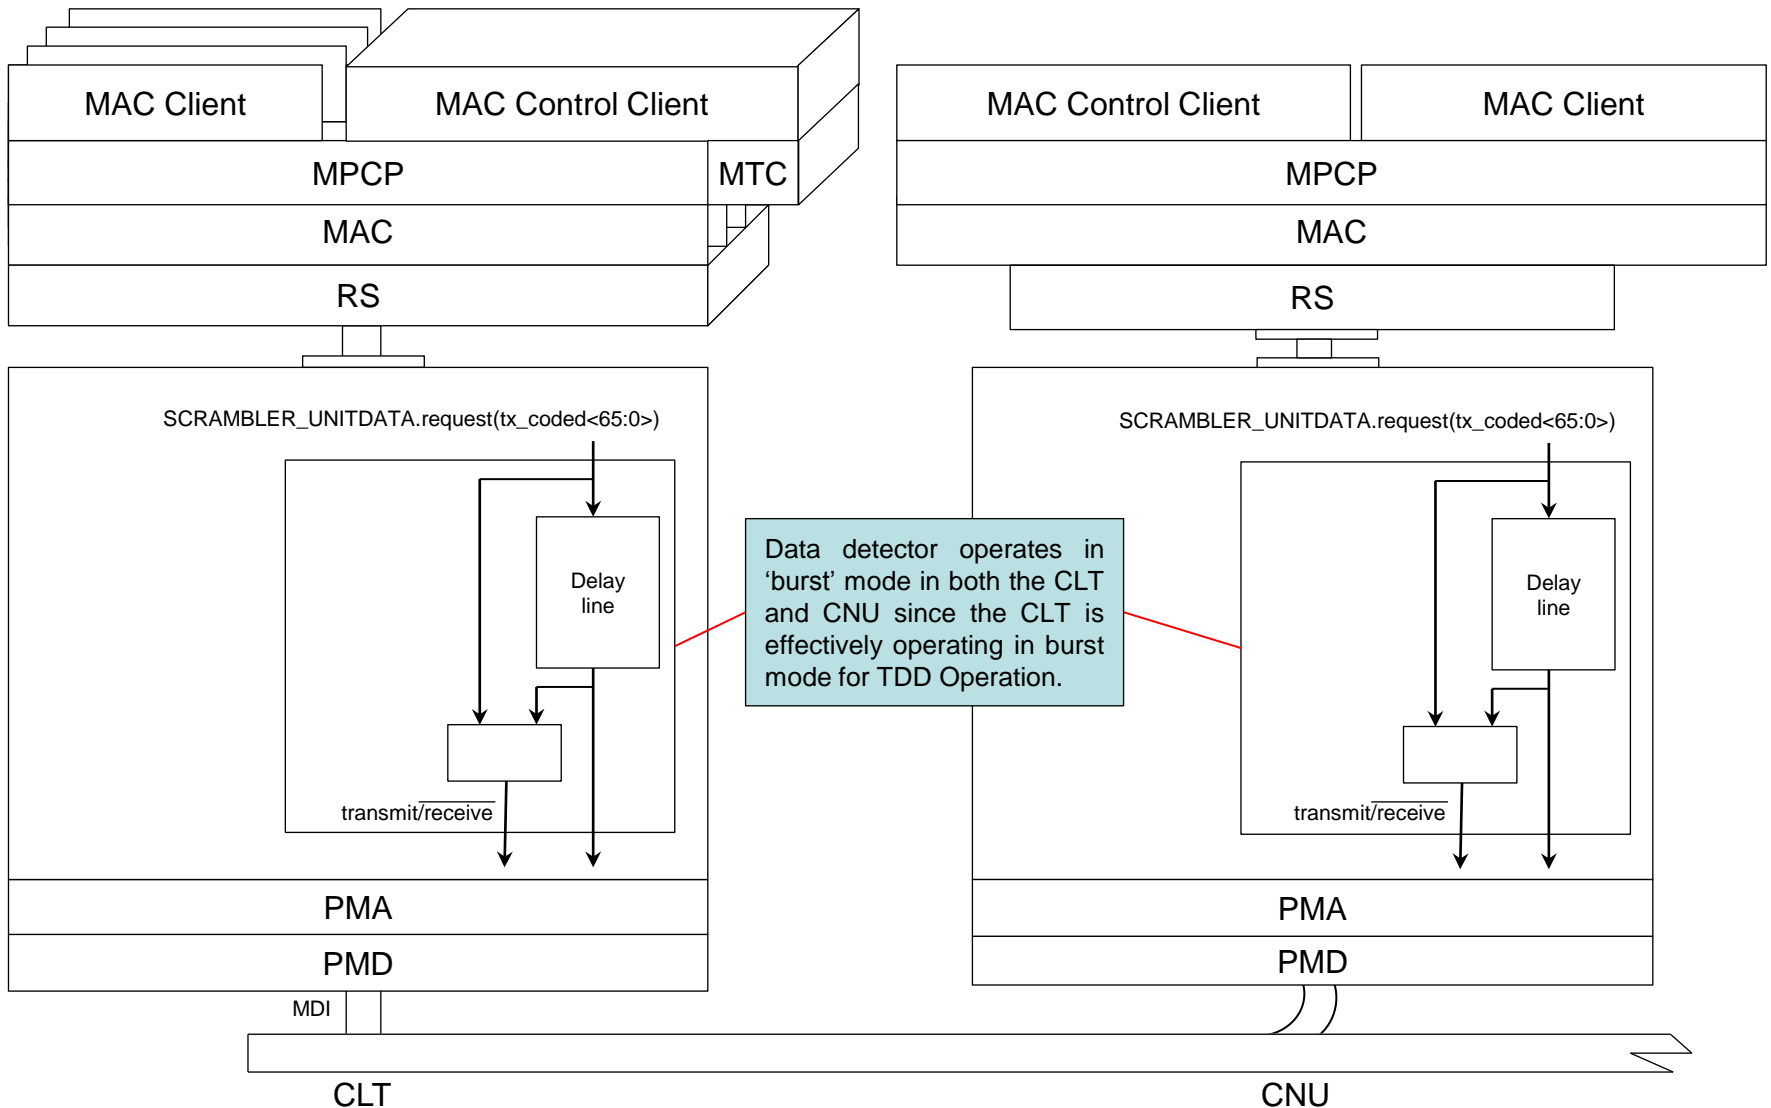 MAC Client
MAC Control Client
MPCP
MTC
MAC
RS
SCRAMBLER_UNITDATA.request(tx_coded<65:0>)
Delay
line
transmit/receive
PMA
PMD
MDI
CLT
Data detector operates in
‘burst’ mode in both the CLT
and CNU since the CLT is
effectively operating in burst
mode for TDD Operation.
MAC Control Client
MAC Client
MPCP
MAC
RS
SCRAMBLER_UNITDATA.request(tx_coded<65:0>)
Delay
line
transmit/receive
PMA
PMD
CNU